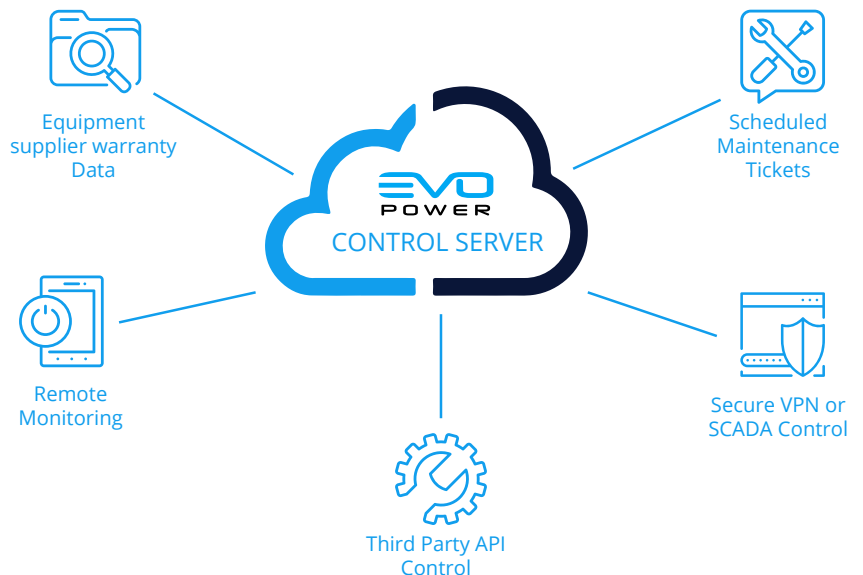 Equipment
supplier warranty
Data
Scheduled
Maintenance
Tickets
EVO
POWER
CONTROL SERVER
Remote
Monitoring
Secure VPN or
SCADA Control
Third Party API
Control